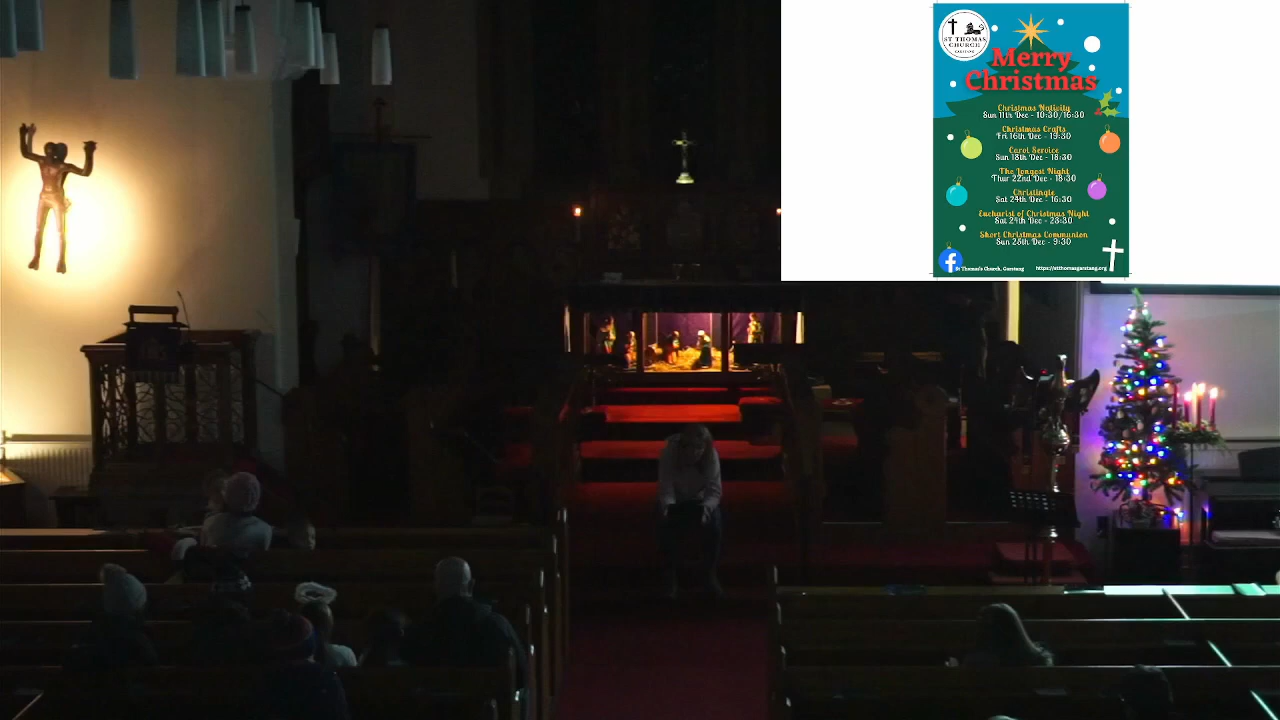 ST THOMAS
CHURCH
GARSTANG
Merry
Christmas
Christmas Nativity
Sun 11th Dec - 10:30/16:30
Christmas Crafts
Fri 16th Dec - 19:30
Carol Service
Sun 18th Dec - 18:30
The Longest Night
Thur 22nd Dec - 18:30
Christingle
Sat 24th Dec - 16:30
Eucharist of Christmas Night
Sat 24th Dec - 23:30
Short Christmas Communion
Sun 25th Dec - 9:30
St Thomas's Church, Garstang
https://stthomasgarstang.org